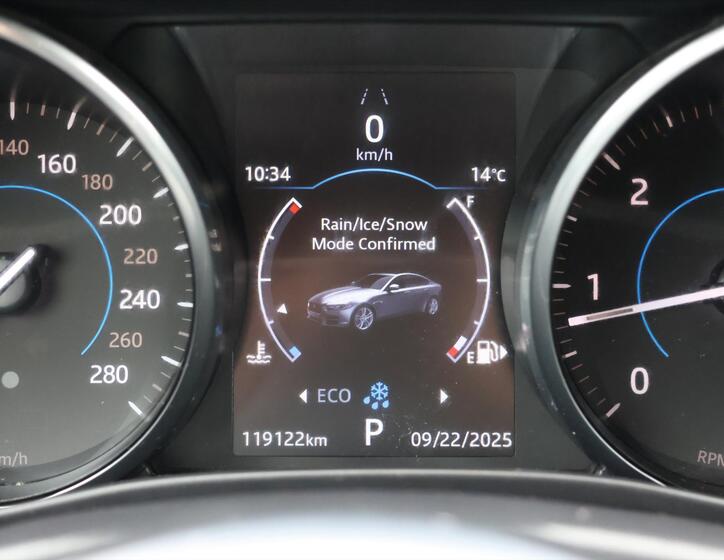 0
km/h
10:34
14°C
Rain/Ice/Snow
Mode Confirmed
F
E
ECO
119122km
P
09/22/2025
140
160
180
200
220
240
260
280
m/h
2
1
0
RPM